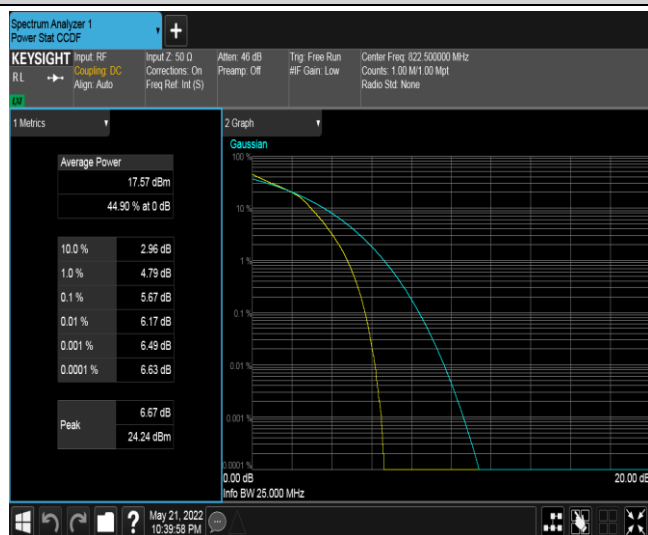 Spectrum Analyzer 1
Power Stat CCDF
KEYSIGHT
RL
Input: RF
Coupling: DC
Align: Auto
Input Z: 50 Ω
Corrections: On
Freq Ref: Int (S)
Atten: 46 dB
Preamp: Off
Trig: Free Run
#IF Gain: Low
Center Freq: 822.500000 MHz
Counts: 1.00 M/1.00 Mpt
Radio Std: None
1 Metrics
Average Power
17.57 dBm
44.90 % at 0 dB
10.0 % 2.96 dB
1.0 % 4.79 dB
0.1 % 5.67 dB
0.01 % 6.17 dB
0.001 % 6.49 dB
0.0001 % 6.63 dB
Peak
6.67 dB
24.24 dBm
2 Graph
Gaussian
100 %
10 %
1 %
0.1 %
0.01 %
0.001 %
0.0001 %
0.00 dB
20.00 dB
Info BW 25.000 MHz
?
May 21, 2022
10:39:58 PM